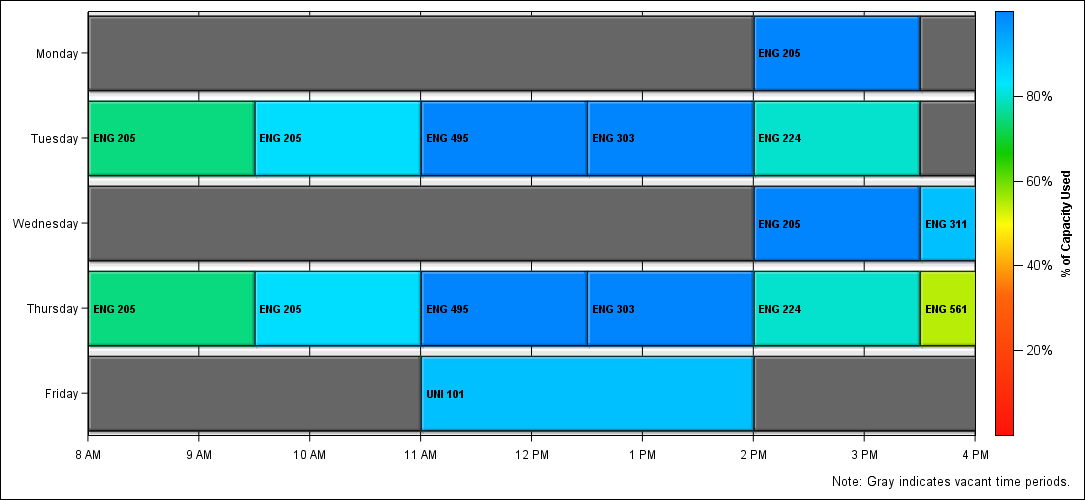 Monday
ENG 205
Tuesday
ENG 205
ENG 205
ENG 495
ENG 303
ENG 224
Wednesday
ENG 205
ENG 311
Thursday
ENG 205
ENG 205
ENG 495
ENG 303
ENG 224
ENG 561
Friday
UNI 101
8 AM
9 AM
10 AM
11 AM
12 PM
1 PM
2 PM
3 PM
4 PM
80%
60%
40%
20%
% of Capacity Used
Note: Gray indicates vacant time periods.